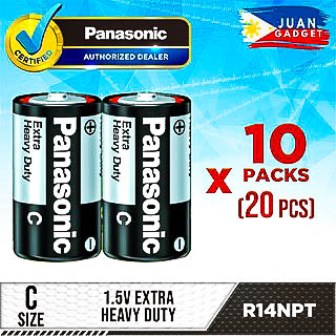 CERTIFIED
Panasonic
AUTHORIZED DEALER
JUAN
GADGET
Extra
Heavy Duty
Panasonic
C
Extra
Heavy Duty
Panasonic
C
10
x PACKS
(20 PCS)
C
SIZE
1.5V EXTRA
HEAVY DUTY
R14NPT